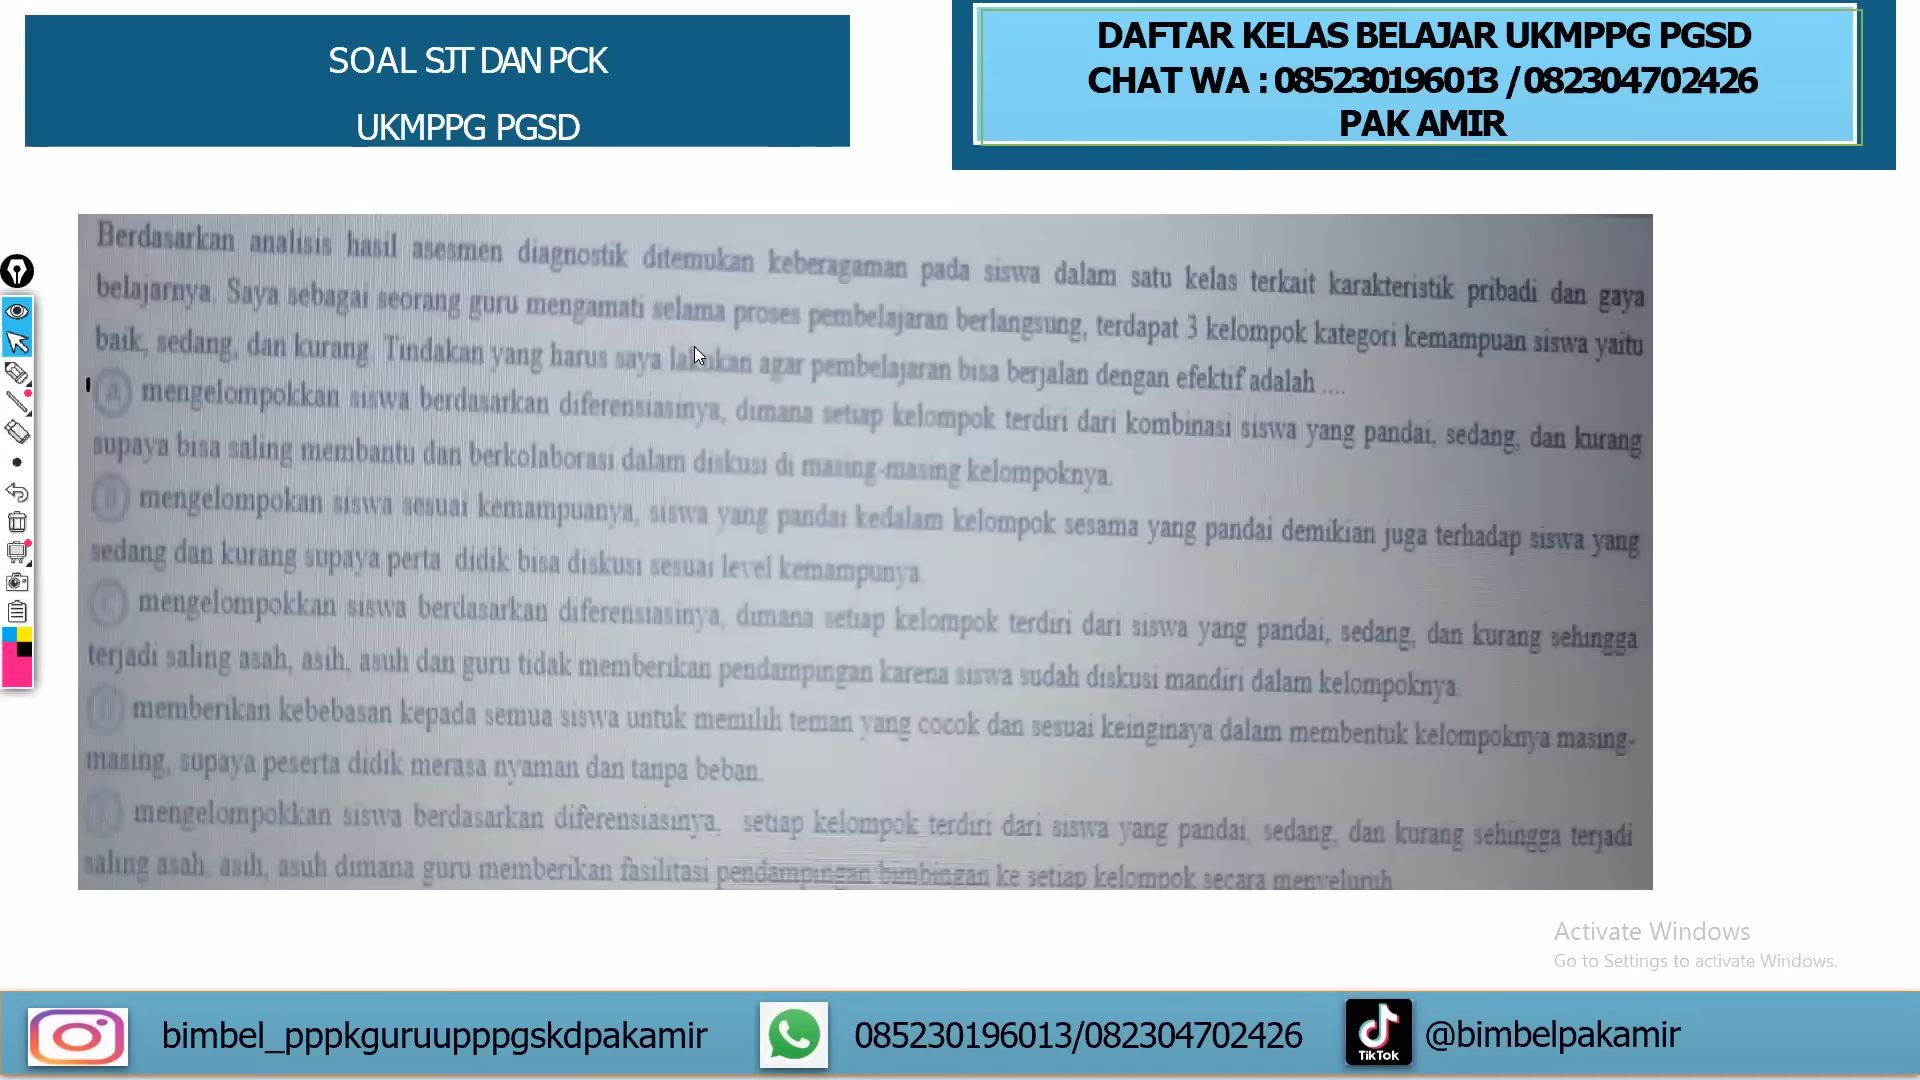 SOAL SJT DAN PCK
UKMPPG PGSD
DAFTAR KELAS BELAJAR UKMPPG PGSD
CHAT WA : 085230196013 / 082304702426
PAK AMIR
Berdasarkan analisis hasil asesmen diagnostik ditemukan keberagaman pada siswa dalam satu kelas terkait karakteristik pribadi dan gaya
belajarnya. Saya sebagai seorang guru mengamati selama proses pembelajaran berlangsung, terdapat 3 kelompok kategori kemampuan siswa yaitu
baik, sedang, dan kurang. Tindakan yang harus saya lakukan agar pembelajaran bisa berjalan dengan efektif adalah ....
A mengelompokkan siswa berdasarkan diferensiasinya, dimana setiap kelompok terdiri dari kombinasi siswa yang pandai, sedang, dan kurang
supaya bisa saling membantu dan berkolaborasi dalam diskusi di masing-masing kelompoknya.
B mengelompokan siswa sesuai kemampuanya, siswa yang pandai kedalam kelompok sesama yang pandai demikian juga terhadap siswa yang
sedang dan kurang supaya perta didik bisa diskusi sesuai level kemampunya.
C mengelompokkan siswa berdasarkan diferensiasinya, dimana setiap kelompok terdiri dari siswa yang pandai, sedang, dan kurang sehingga
terjadi saling asah, asih, asuh dan guru tidak memberikan pendampingan karena siswa sudah diskusi mandiri dalam kelompoknya.
D memberikan kebebasan kepada semua siswa untuk memilih teman yang cocok dan sesuai keinginaya dalam membentuk kelompoknya masing-
masing, supaya peserta didik merasa nyaman dan tanpa beban.
E mengelompokkan siswa berdasarkan diferensiasinya, setiap kelompok terdiri dari siswa yang pandai, sedang, dan kurang sehingga terjadi
saling asah, asih, asuh dimana guru memberikan fasilitasi pendampingan bimbingan ke setiap kelompok secara menyeluruh
Activate Windows
Go to Settings to activate Windows.
bimbel_pppkguruupppgskdpakamir
085230196013/082304702426
TikTok
@bimbelpakamir